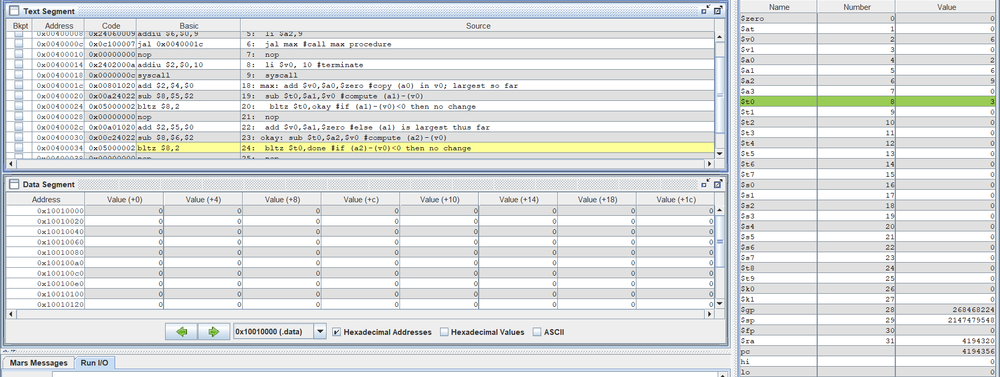 Text Segment
Bkpt Address Code Basic Source
0x00400008 0x24060009 addiu $6,$0,9 5: li $a2,9
0x0040000c 0x0c100007 jal 0x0040001c 6: jal max #call max procedure
0x00400010 0x00000000 nop 7: nop
0x00400014 0x2402000a addiu $2,$0,10 8: li $v0, 10 #terminate
0x00400018 0x0000000c syscall 9: syscall
0x0040001c 0x00801020 add $2,$4,$0 18: max: add $v0,$a0,$zero #copy (a0) in v0; largest so far
0x00400020 0x00a24022 sub $8,$5,$2 19: sub $t0,$a1,$v0 #compute (a1)-(v0)
0x00400024 0x05000002 bltz $8,2 20: bltz $t0,okay #if (a1)-(v0)<0 then no change
0x00400028 0x00000000 nop 21: nop
0x0040002c 0x00a01020 add $2,$5,$0 22: add $v0,$a1,$zero #else (a1) is largest thus far
0x00400030 0x00c24022 sub $8,$6,$2 23: okay: sub $t0,$a2,$v0 #compute (a2)-(v0)
0x00400034 0x05000002 bltz $8,2 24: bltz $t0,done #if (a2)-(v0)<0 then no change
0x00400038 0x00000000 nop 25: nop
Data Segment
Address Value (+0) Value (+4) Value (+8) Value (+c) Value (+10) Value (+14) Value (+18) Value (+1c)
0x10010000 0 0 0 0 0 0 0 0
0x10010020 0 0 0 0 0 0 0 0
0x10010040 0 0 0 0 0 0 0 0
0x10010060 0 0 0 0 0 0 0 0
0x10010080 0 0 0 0 0 0 0 0
0x100100a0 0 0 0 0 0 0 0 0
0x100100c0 0 0 0 0 0 0 0 0
0x100100e0 0 0 0 0 0 0 0 0
0x10010100 0 0 0 0 0 0 0 0
0x10010120 0 0 0 0 0 0 0 0
0x10010000 (.data) Hexadecimal Addresses Hexadecimal Values ASCII
Mars Messages Run I/O
Name Number Value
$zero 0 0
$at 1 0
$v0 2 6
$v1 3 0
$a0 4 2
$a1 5 6
$a2 6 9
$a3 7 0
$t0 8 3
$t1 9 0
$t2 10 0
$t3 11 0
$t4 12 0
$t5 13 0
$t6 14 0
$t7 15 0
$s0 16 0
$s1 17 0
$s2 18 0
$s3 19 0
$s4 20 0
$s5 21 0
$s6 22 0
$s7 23 0
$t8 24 0
$t9 25 0
$k0 26 0
$k1 27 0
$gp 28 268468224
$sp 29 2147479548
$fp 30 0
$ra 31 4194320
pc 4194356
hi 0
lo 0